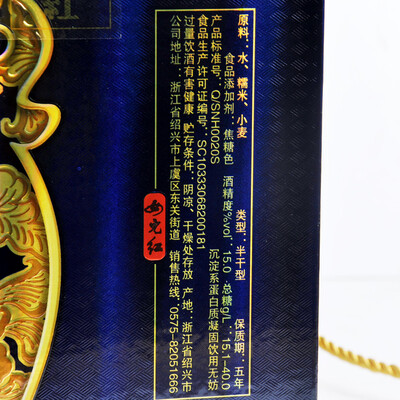 原料：水、糯米、小麦 类型：半干型 保质期：五年
食品添加剂：焦糖色 酒精度%vol：15.0 总糖g/L：15.1-40.0
产品标准号：Q/SNH0020S 沉淀系蛋白质凝固饮用无妨
食品生产许可证编号：SC10333068200181
过量饮酒有害健康 贮存条件：阴凉、干燥处存放 产地：浙江省绍兴市
公司地址：浙江省绍兴市上虞区东关街道 销售热线：0575-82051666
女儿红